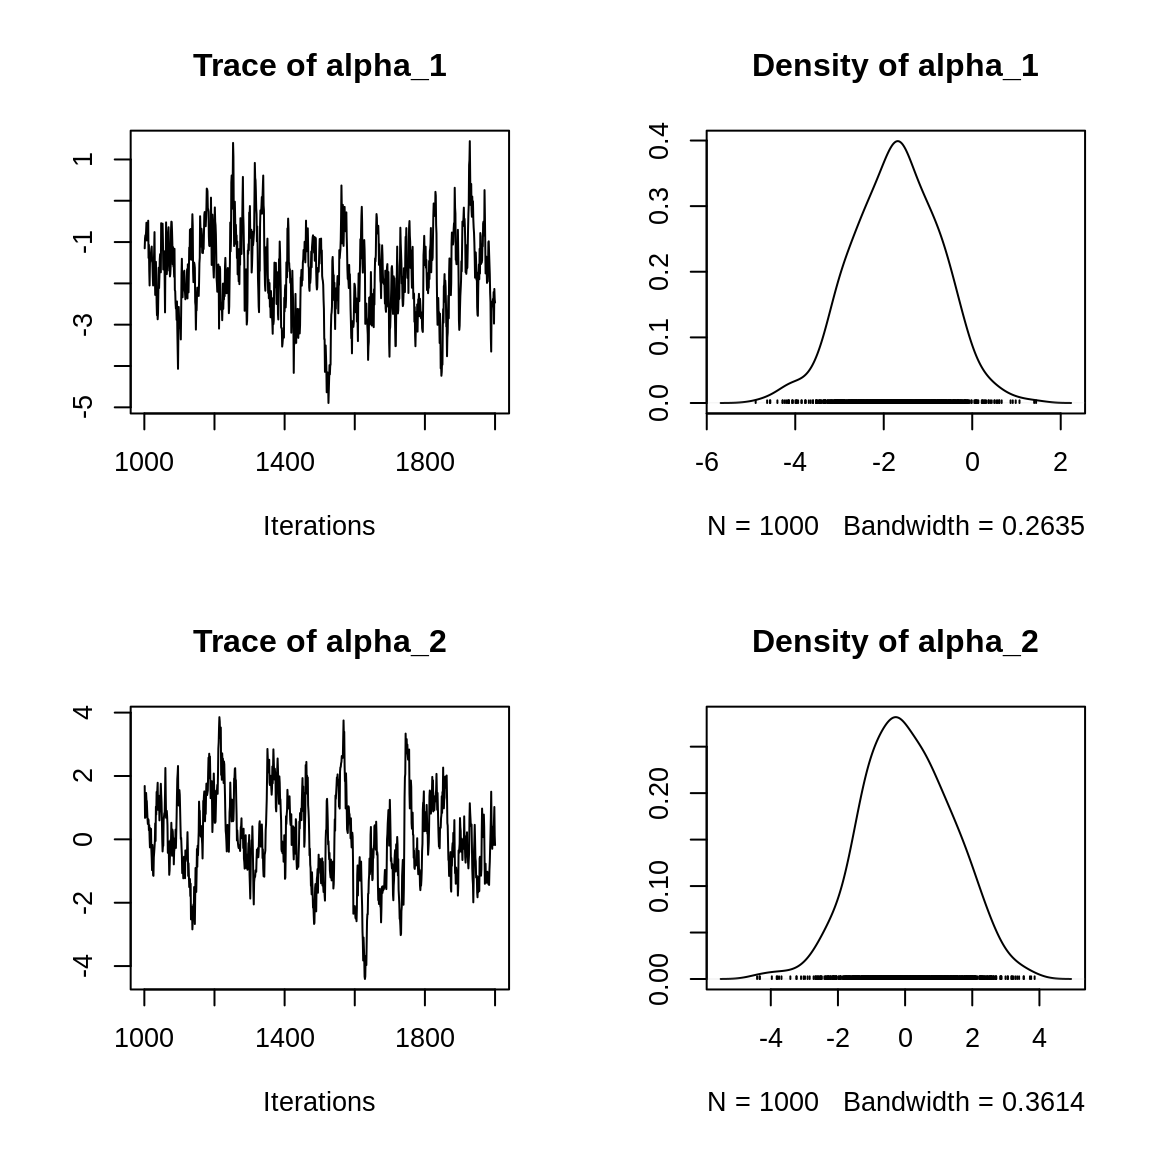 Trace of alpha_1
1
-1
-3
-5
1000 1400 1800
Iterations
Density of alpha_1
0.4
0.3
0.2
0.1
0.0
-6 -4 -2 0 2
N = 1000 Bandwidth = 0.2635
Trace of alpha_2
4
2
0
-2
-4
1000 1400 1800
Iterations
Density of alpha_2
0.20
0.10
0.00
-4 -2 0 2 4
N = 1000 Bandwidth = 0.3614